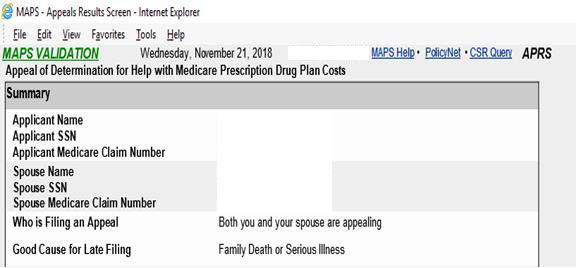 MAPS - Appeals Results Screen - Internet Explorer
File Edit View Favorites Tools Help
MAPS VALIDATION Wednesday, November 21, 2018 MAPS Help • PolicyNet • CSR Query APRS
Appeal of Determination for Help with Medicare Prescription Drug Plan Costs
Summary
Applicant Name
Applicant SSN
Applicant Medicare Claim Number
Spouse Name
Spouse SSN
Spouse Medicare Claim Number
Who is Filing an Appeal Both you and your spouse are appealing
Good Cause for Late Filing Family Death or Serious Illness